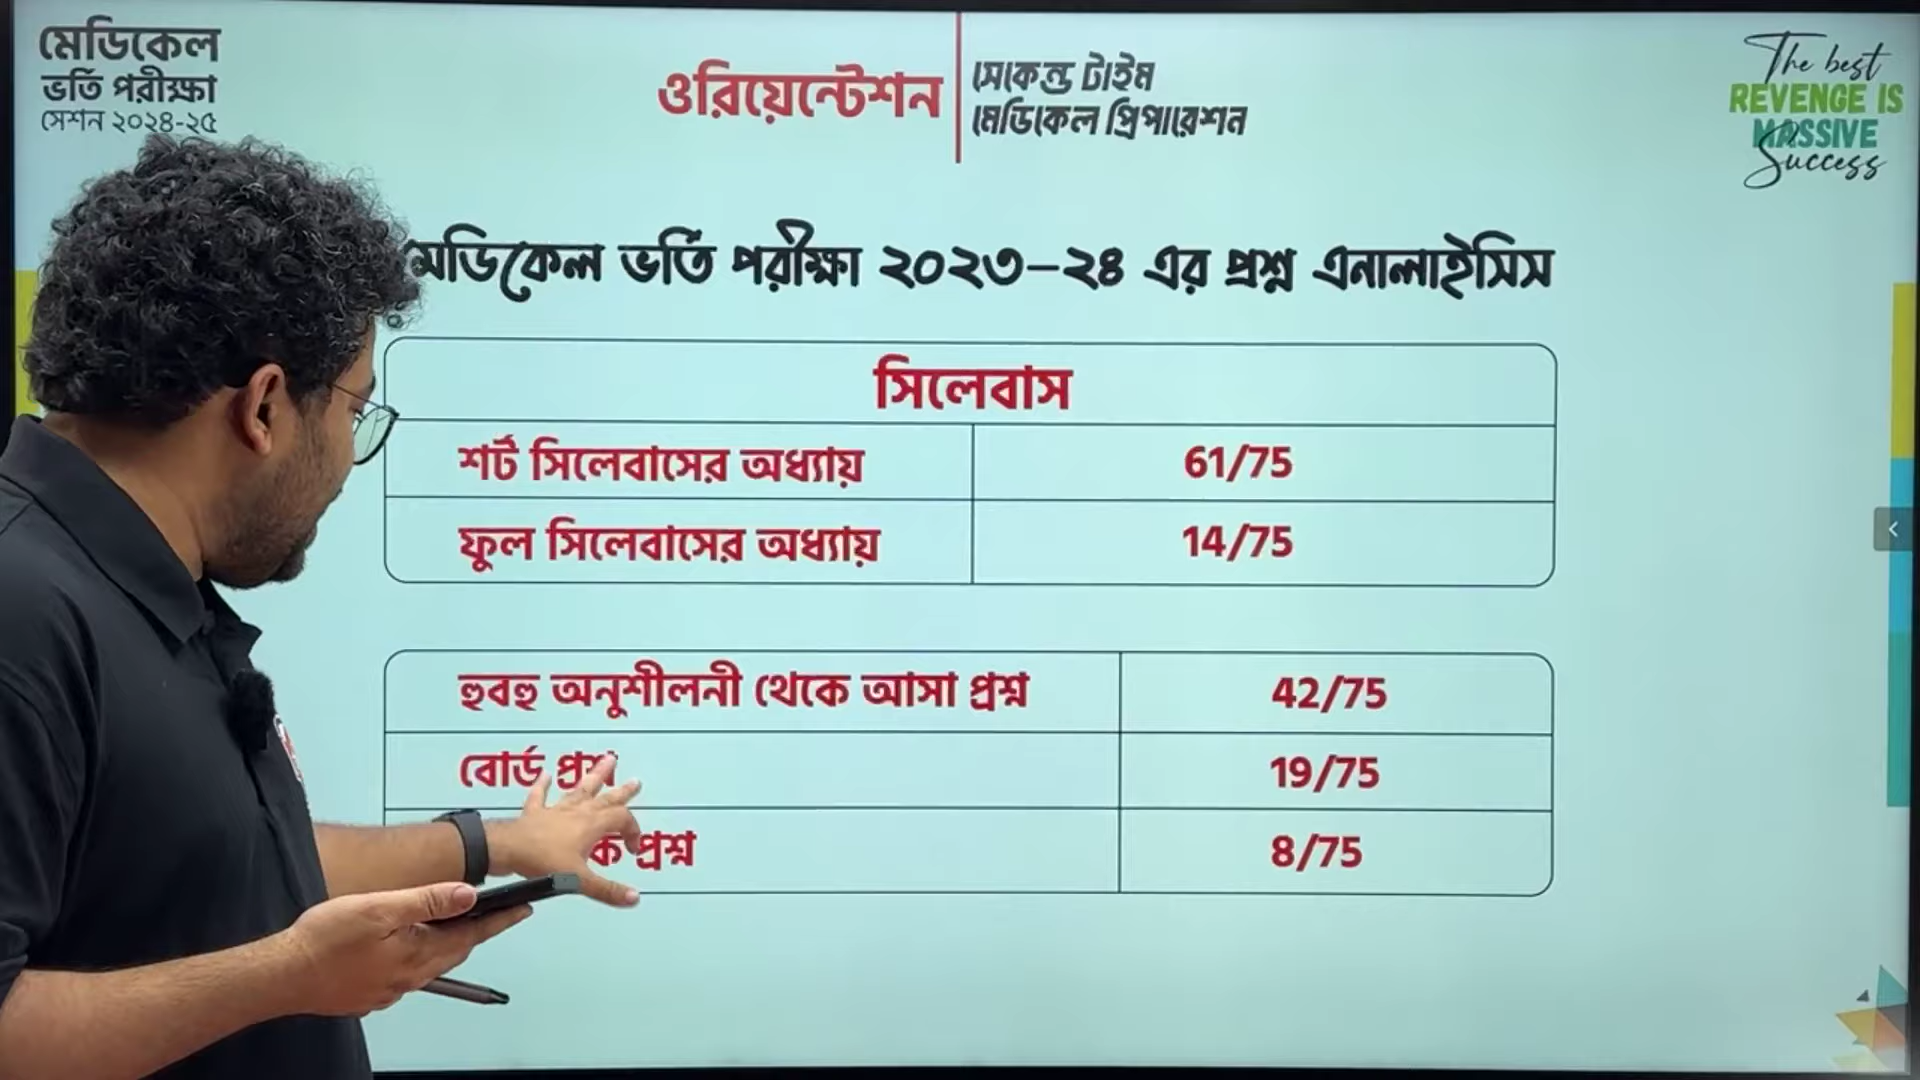 মেডিকেল
ভর্তি পরীক্ষা
সেশন ২০২৪-২৫
ওরিয়েন্টেশন
সেকেন্ড টাইম
মেডিকেল প্রিপারেশন
The best
REVENGE IS
MASSIVE
Success
মেডিকেল ভর্তি পরীক্ষা ২০২৩-২৪ এর প্রশ্ন এনালাইসিস
সিলেবাস
শর্ট সিলেবাসের অধ্যায় 61/75
ফুল সিলেবাসের অধ্যায় 14/75
হুবহু অনুশীলনী থেকে আসা প্রশ্ন 42/75
বোর্ড প্রশ্ন 19/75
প্রশ্ন 8/75